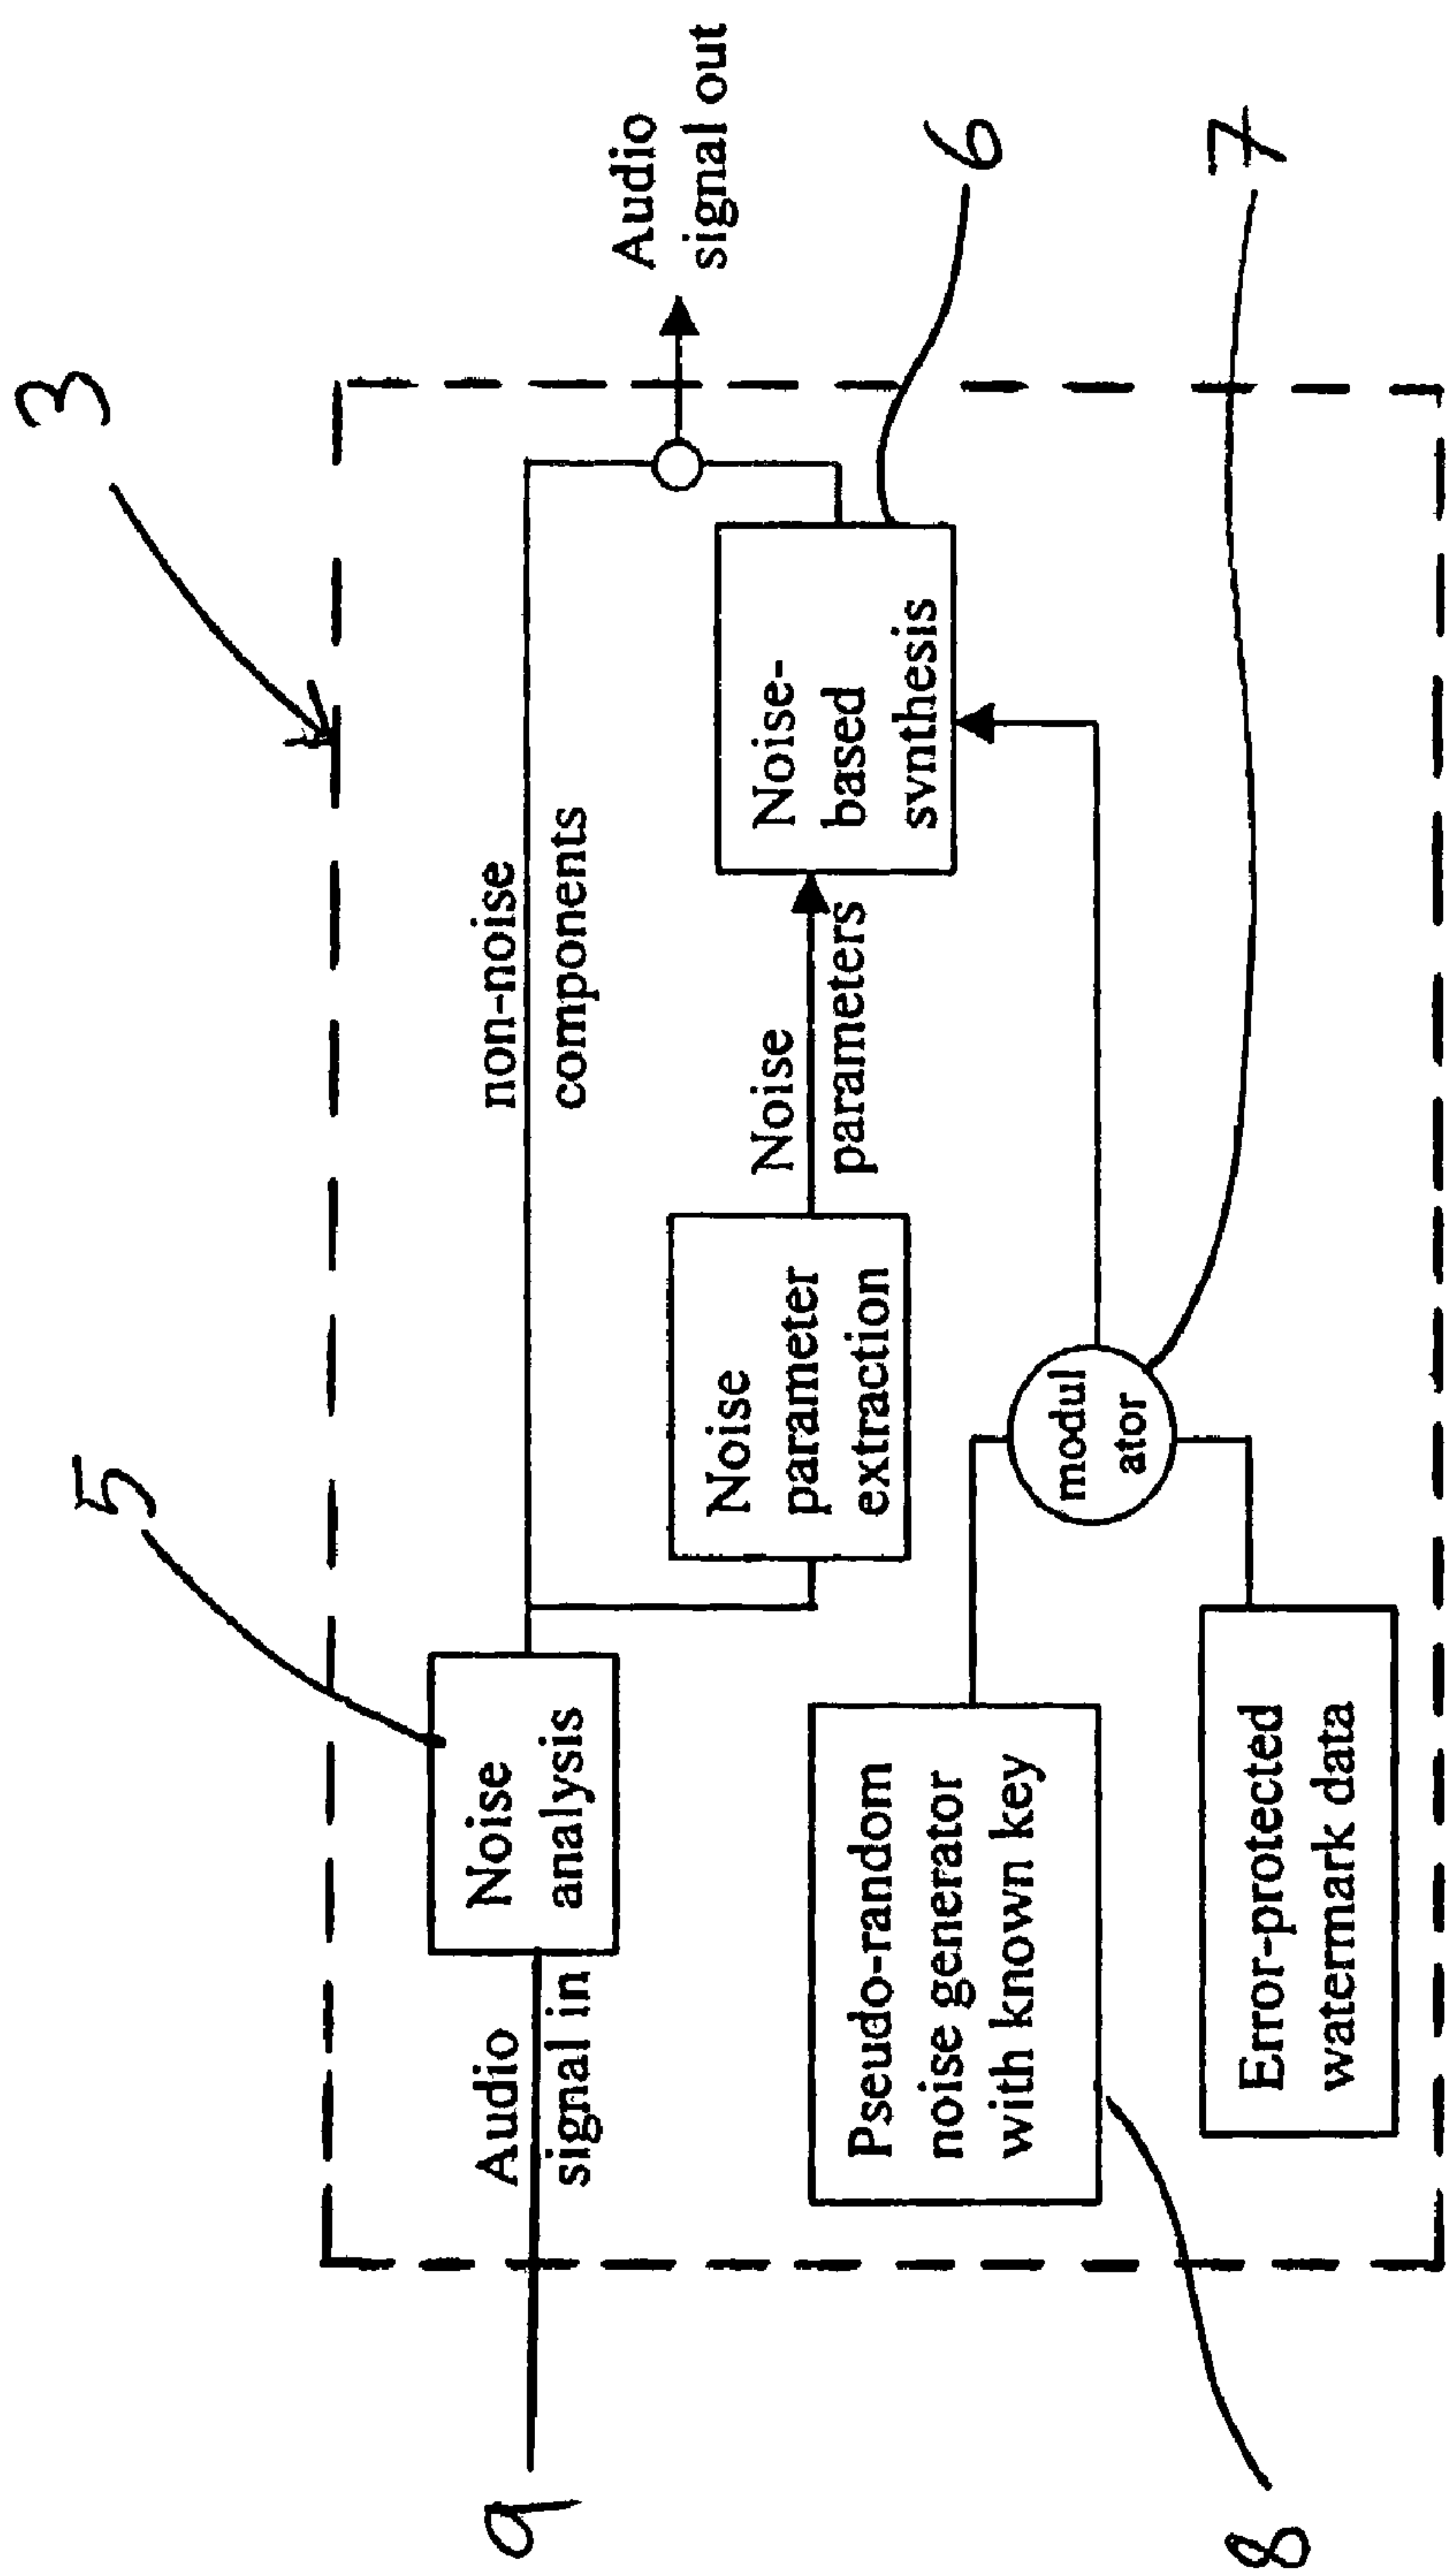 3
5
Audio
signal in
Noise
analysis
non-noise
components
Audio
signal out
Noise
parameter
extraction
Noise
parameters
Noise-
based
svnthesis
6
Pseudo-random
noise generator
with known key
modul
ator
7
Error-protected
watermark data
8
9